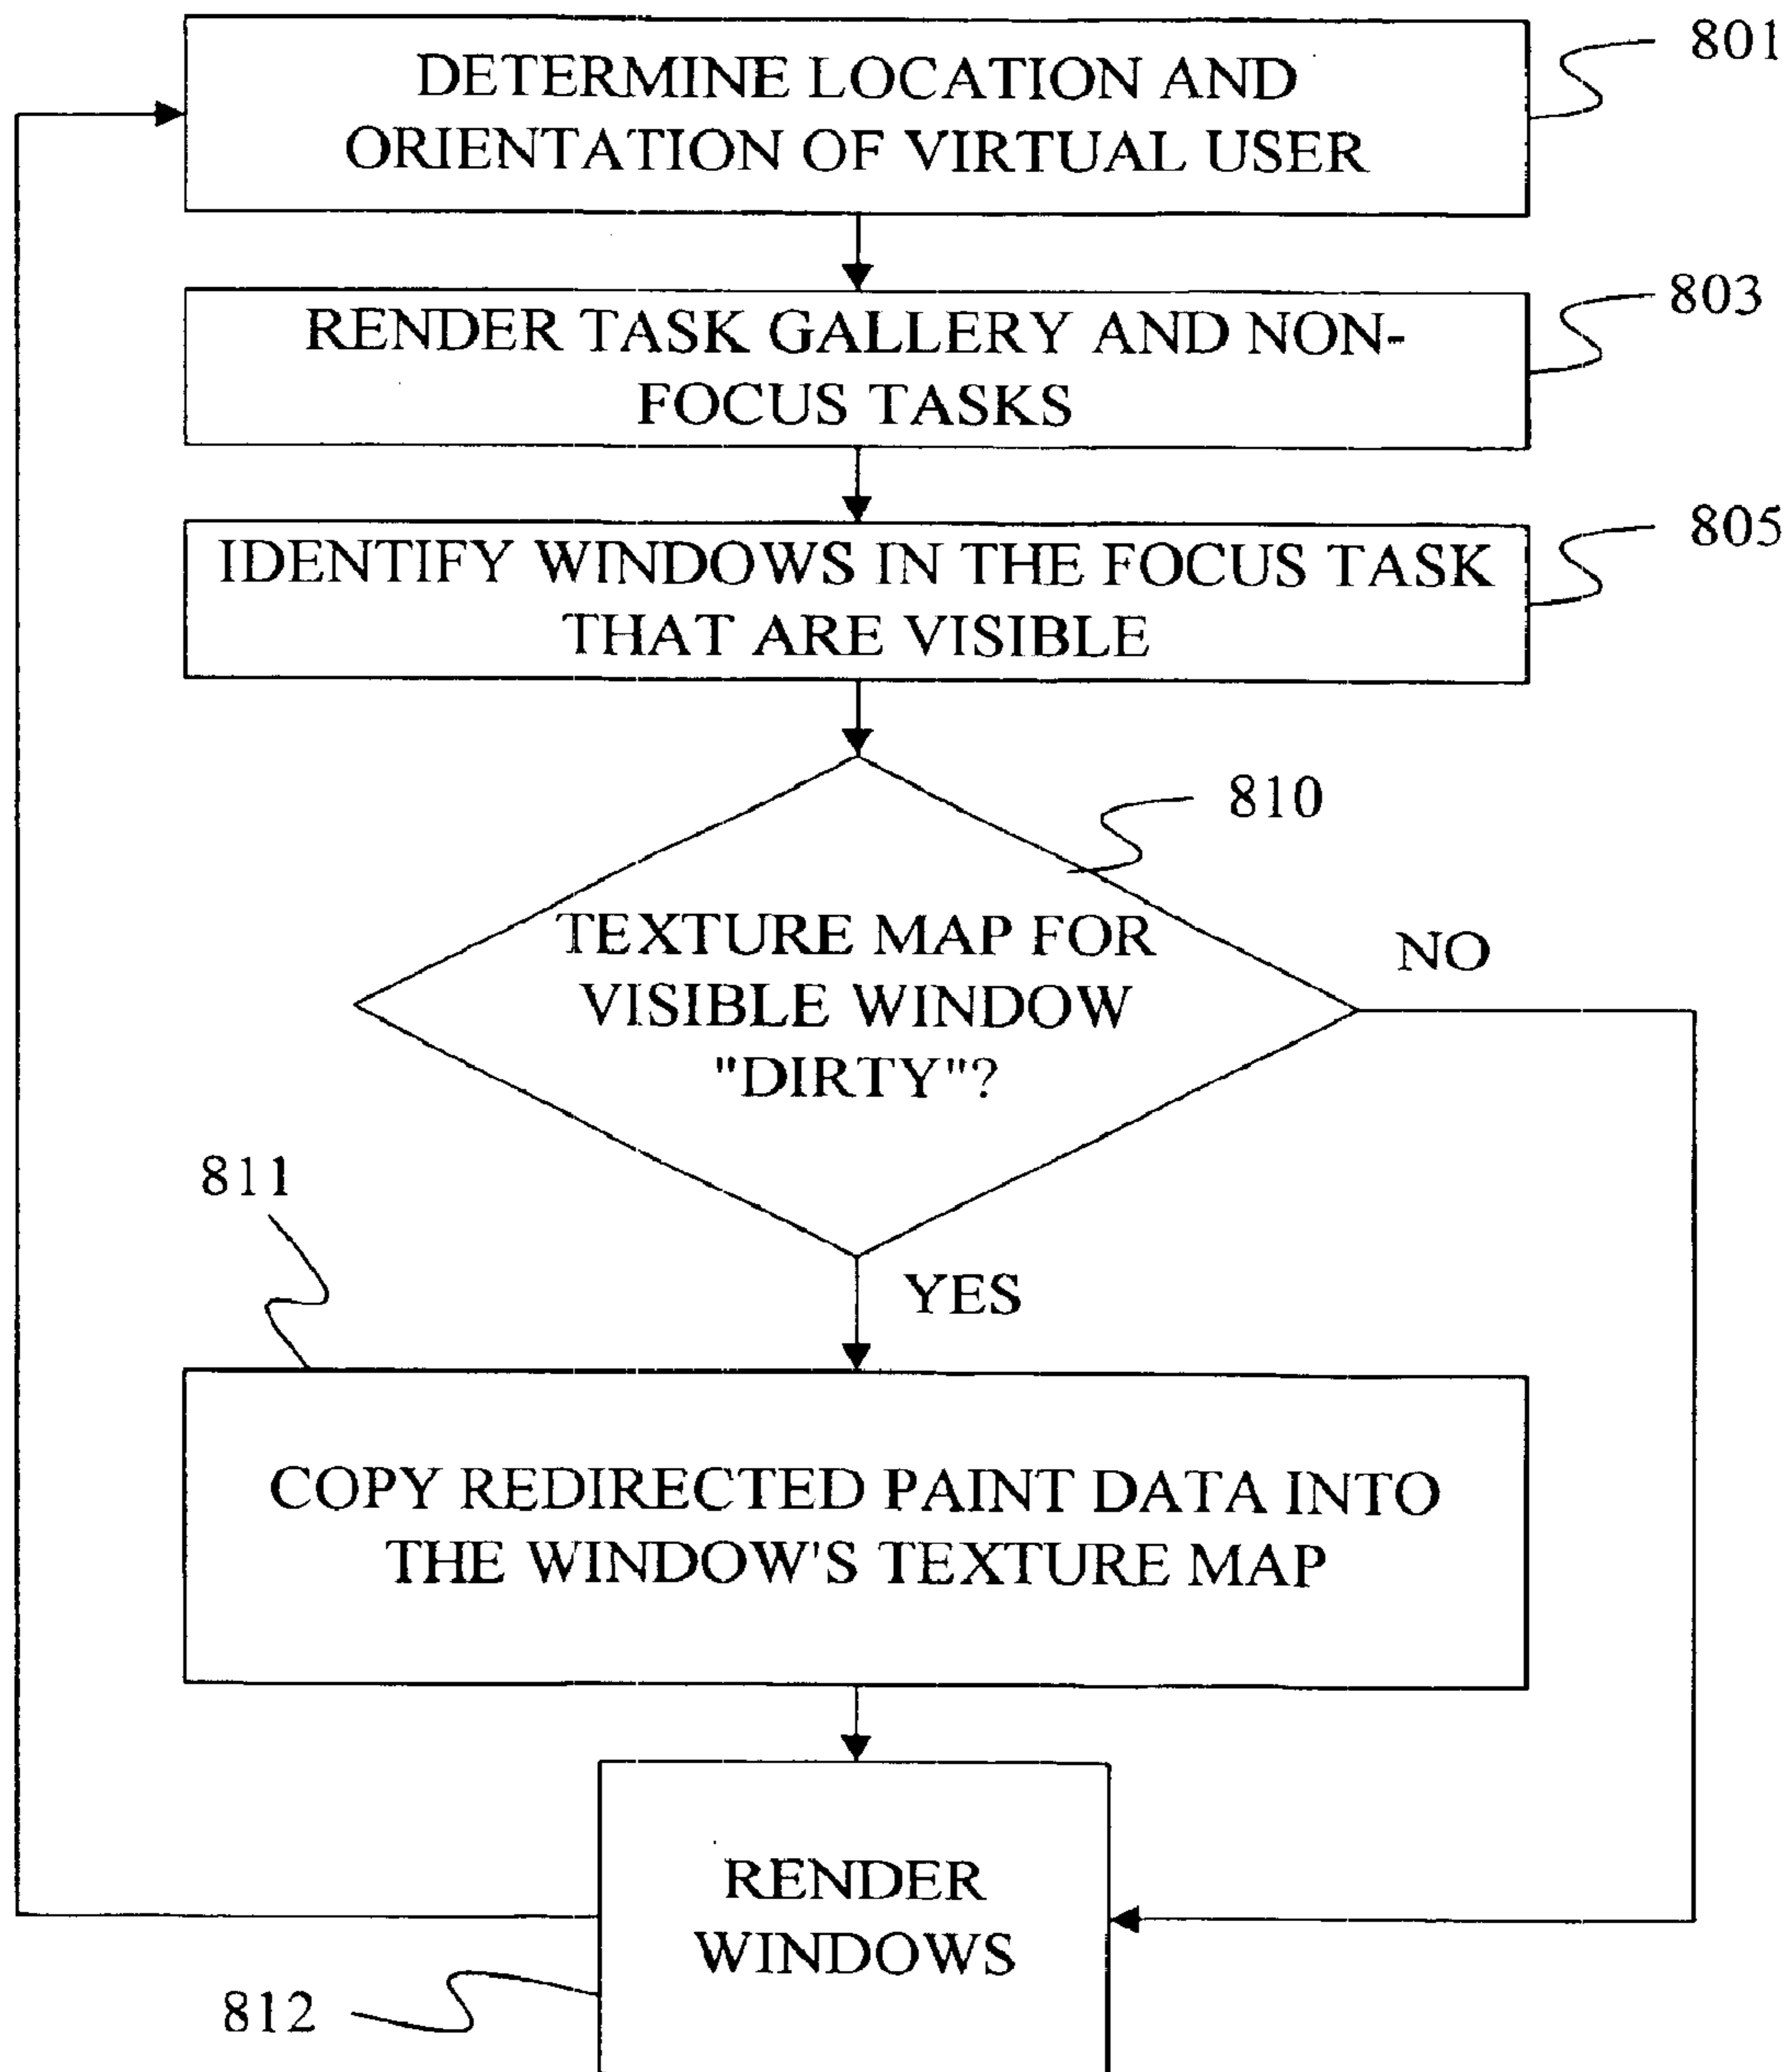 801
DETERMINE LOCATION AND
ORIENTATION OF VIRTUAL USER
803
RENDER TASK GALLERY AND NON-
FOCUS TASKS
805
IDENTIFY WINDOWS IN THE FOCUS TASK
THAT ARE VISIBLE
810
TEXTURE MAP FOR
VISIBLE WINDOW
"DIRTY"?
NO
811
YES
COPY REDIRECTED PAINT DATA INTO
THE WINDOW'S TEXTURE MAP
RENDER
WINDOWS
812